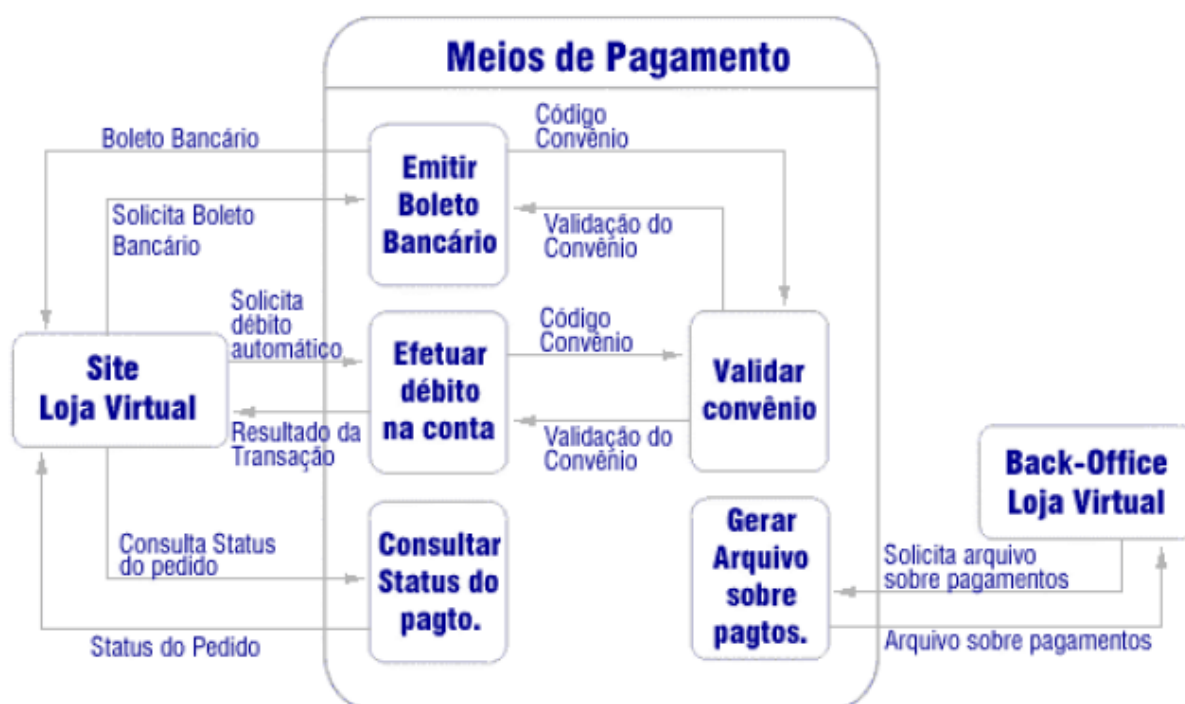 Meios de Pagamento
Boleto Bancário
Emitir
Boleto
Bancário
Código
Convênio
Solicita Boleto
Bancário
Validação do
Convênio
Solicita
débito
automático
Efetuar
débito
na conta
Código
Convênio
Site
Loja Virtual
Validar
convênio
Resultado da
Transação
Validação do
Convênio
Back-Office
Loja Virtual
Consulta Status
do pedido
Consultar
Status do
pagto.
Gerar
Arquivo
sobre
pagtos.
Solicita arquivo
sobre pagamentos
Status do Pedido
Arquivo sobre pagamentos